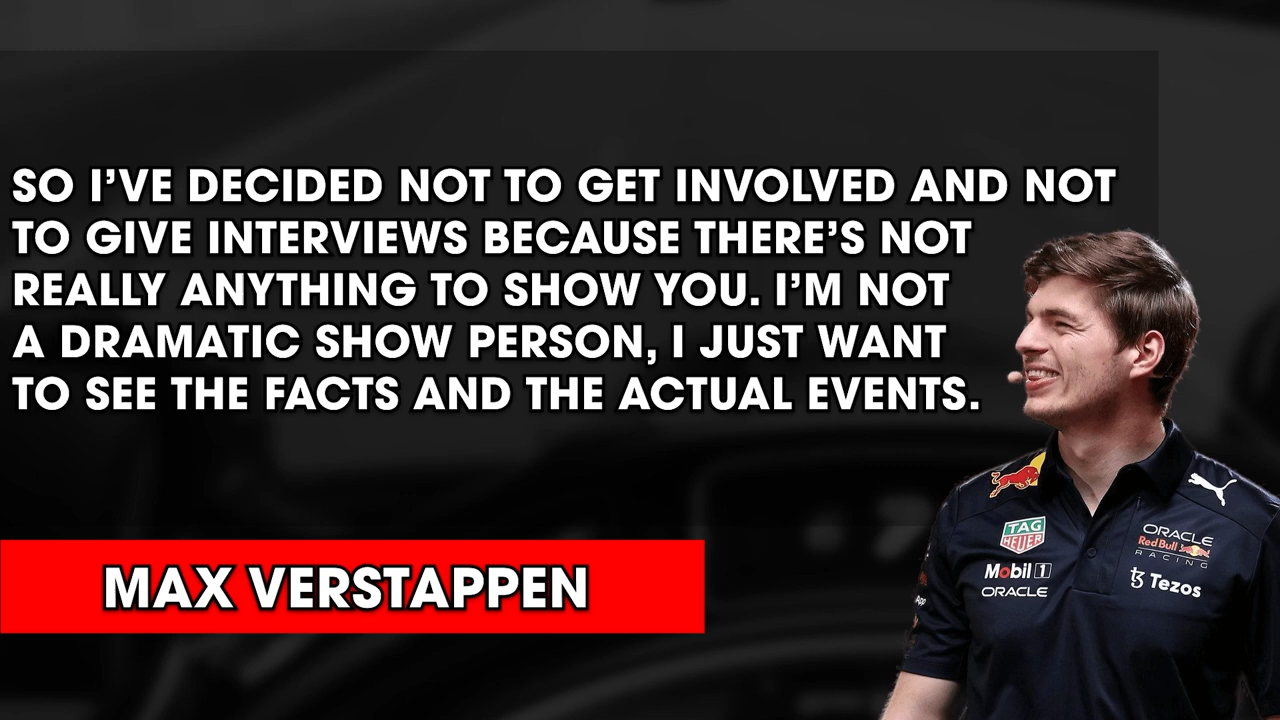 SO I'VE DECIDED NOT TO GET INVOLVED AND NOT
TO GIVE INTERVIEWS BECAUSE THERE'S NOT
REALLY ANYTHING TO SHOW YOU. I'M NOT
A DRAMATIC SHOW PERSON, I JUST WANT
TO SEE THE FACTS AND THE ACTUAL EVENTS.
MAX VERSTAPPEN
TAG
HEUER
Mobil 1
ORACLE
ORACLE
Red Bull
RACING
Tezos